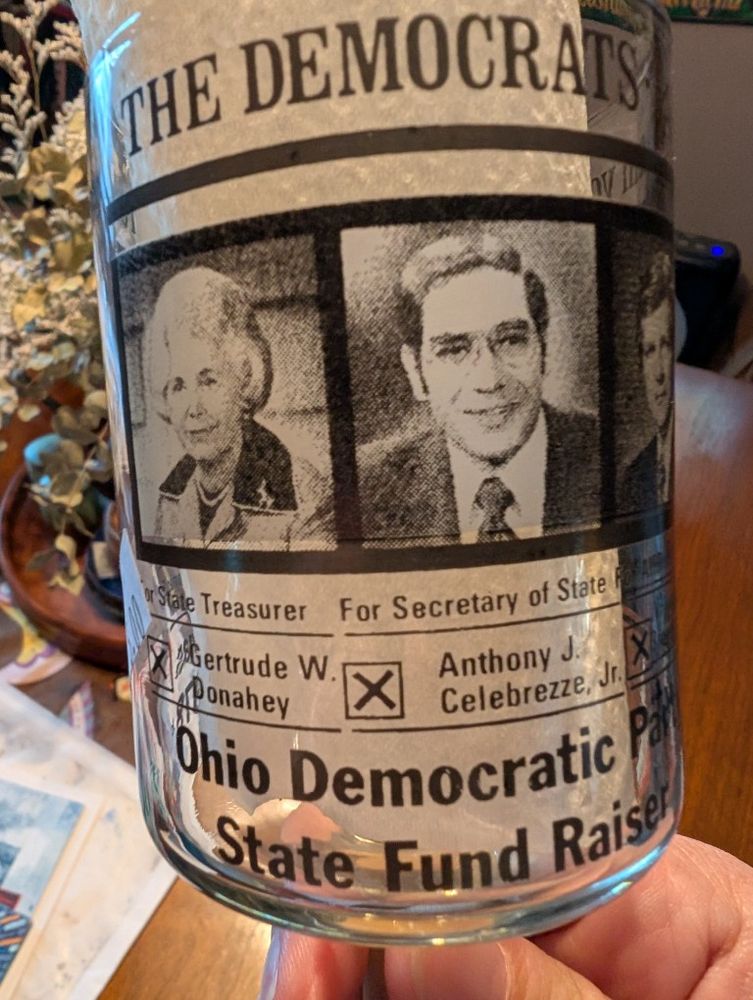 THE DEMOCRATS
For State Treasurer
Gertrude W.
Donahey
For Secretary of State
Anthony J.
Celebrezze, Jr.
Ohio Democratic Party
State Fund Raiser